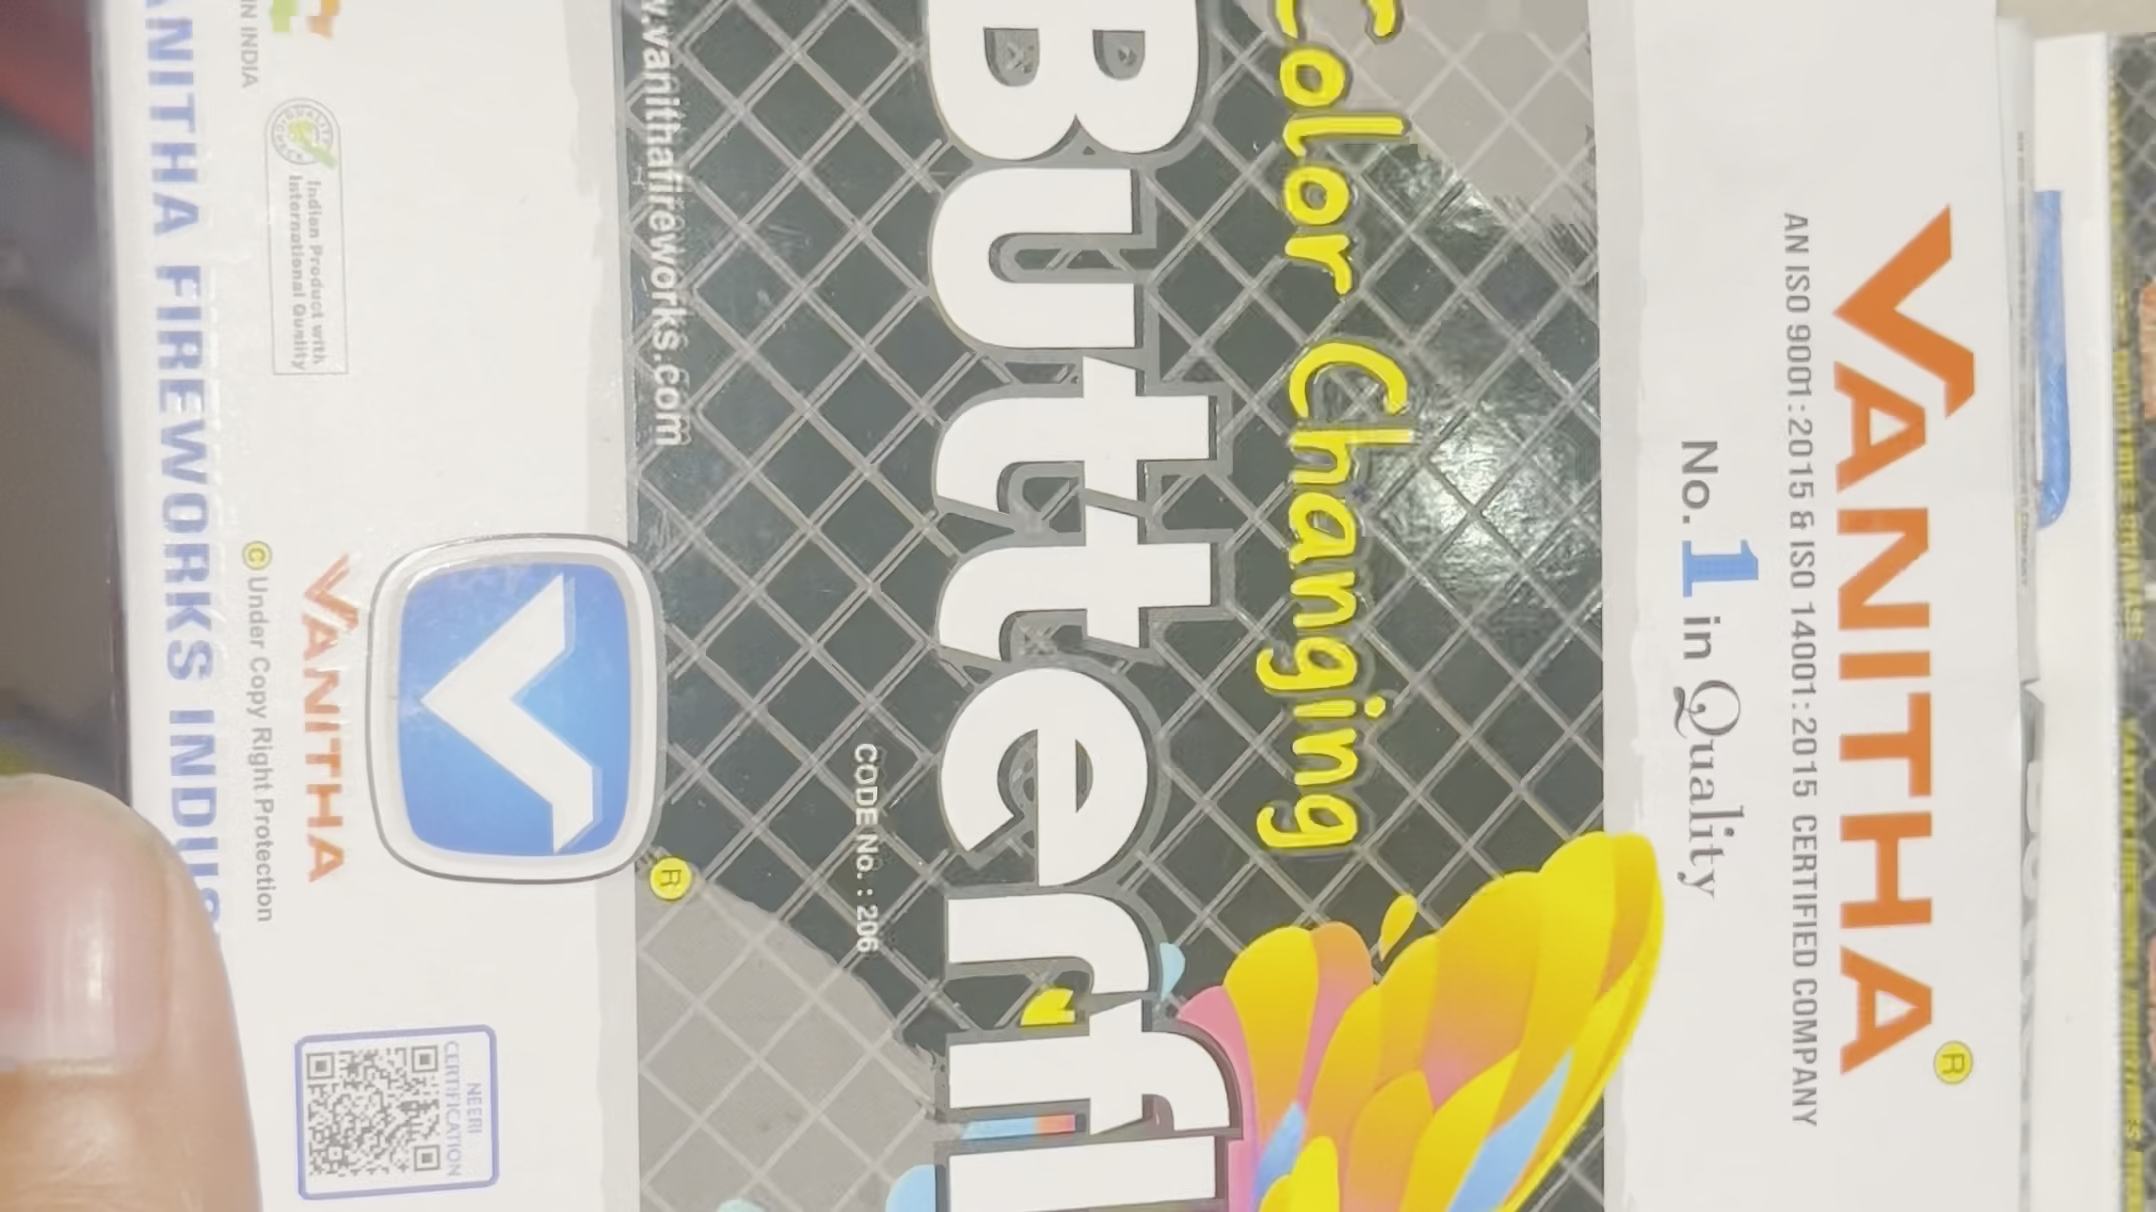 VANITHA ®
AN ISO 9001:2015 & ISO 14001:2015 CERTIFIED COMPANY
No. 1 in Quality
Color Changing
Butterfl
CODE No. : 206
®
.vanithafireworks.com
VANITHA
© Under Copy Right Protection
Indian Product with
International Quality
IN INDIA
NEERI
CERTIFICATION
ANITHA FIREWORKS INDUS